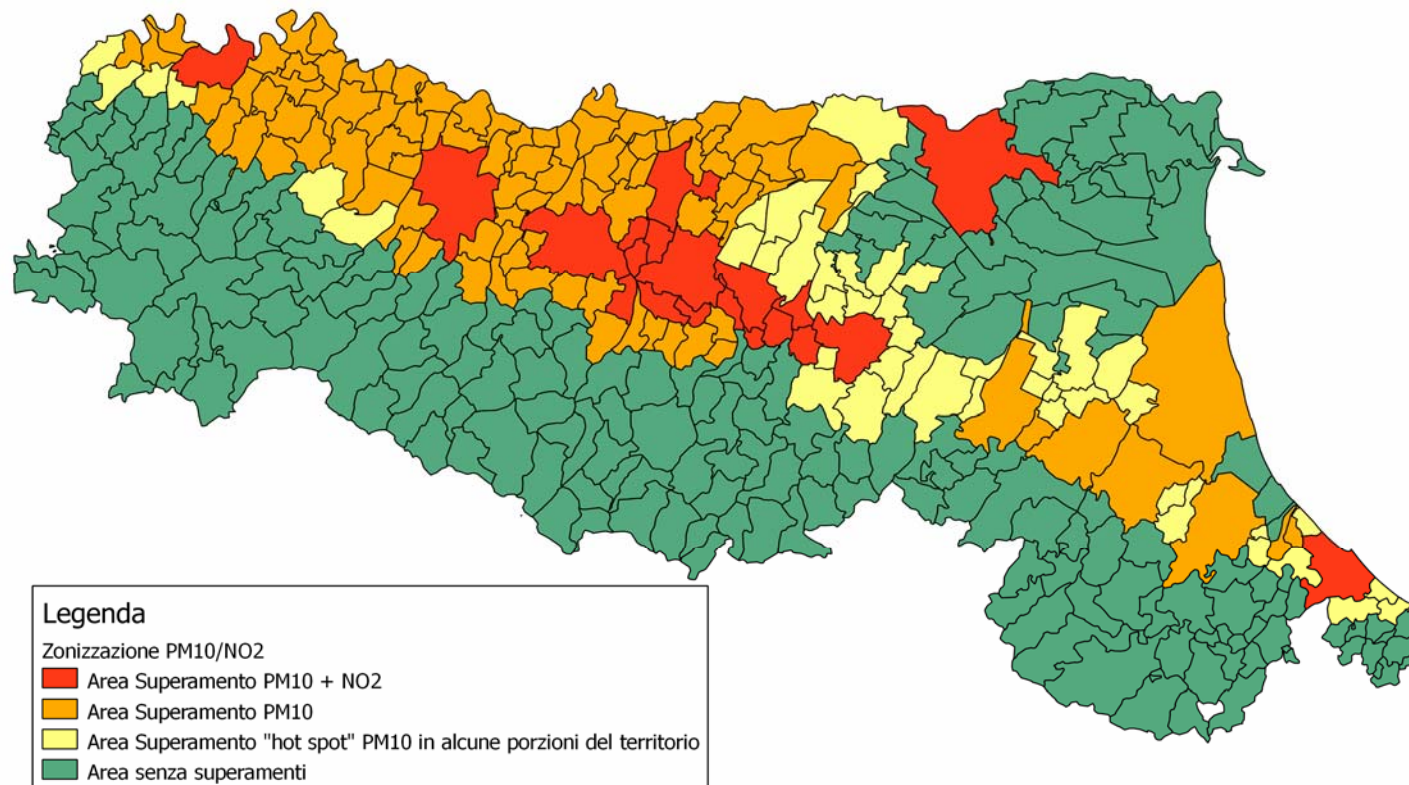 Legenda
Zonizzazione PM10/NO2
Area Superamento PM10 + NO2
Area Superamento PM10
Area Superamento "hot spot" PM10 in alcune porzioni del territorio
Area senza superamenti